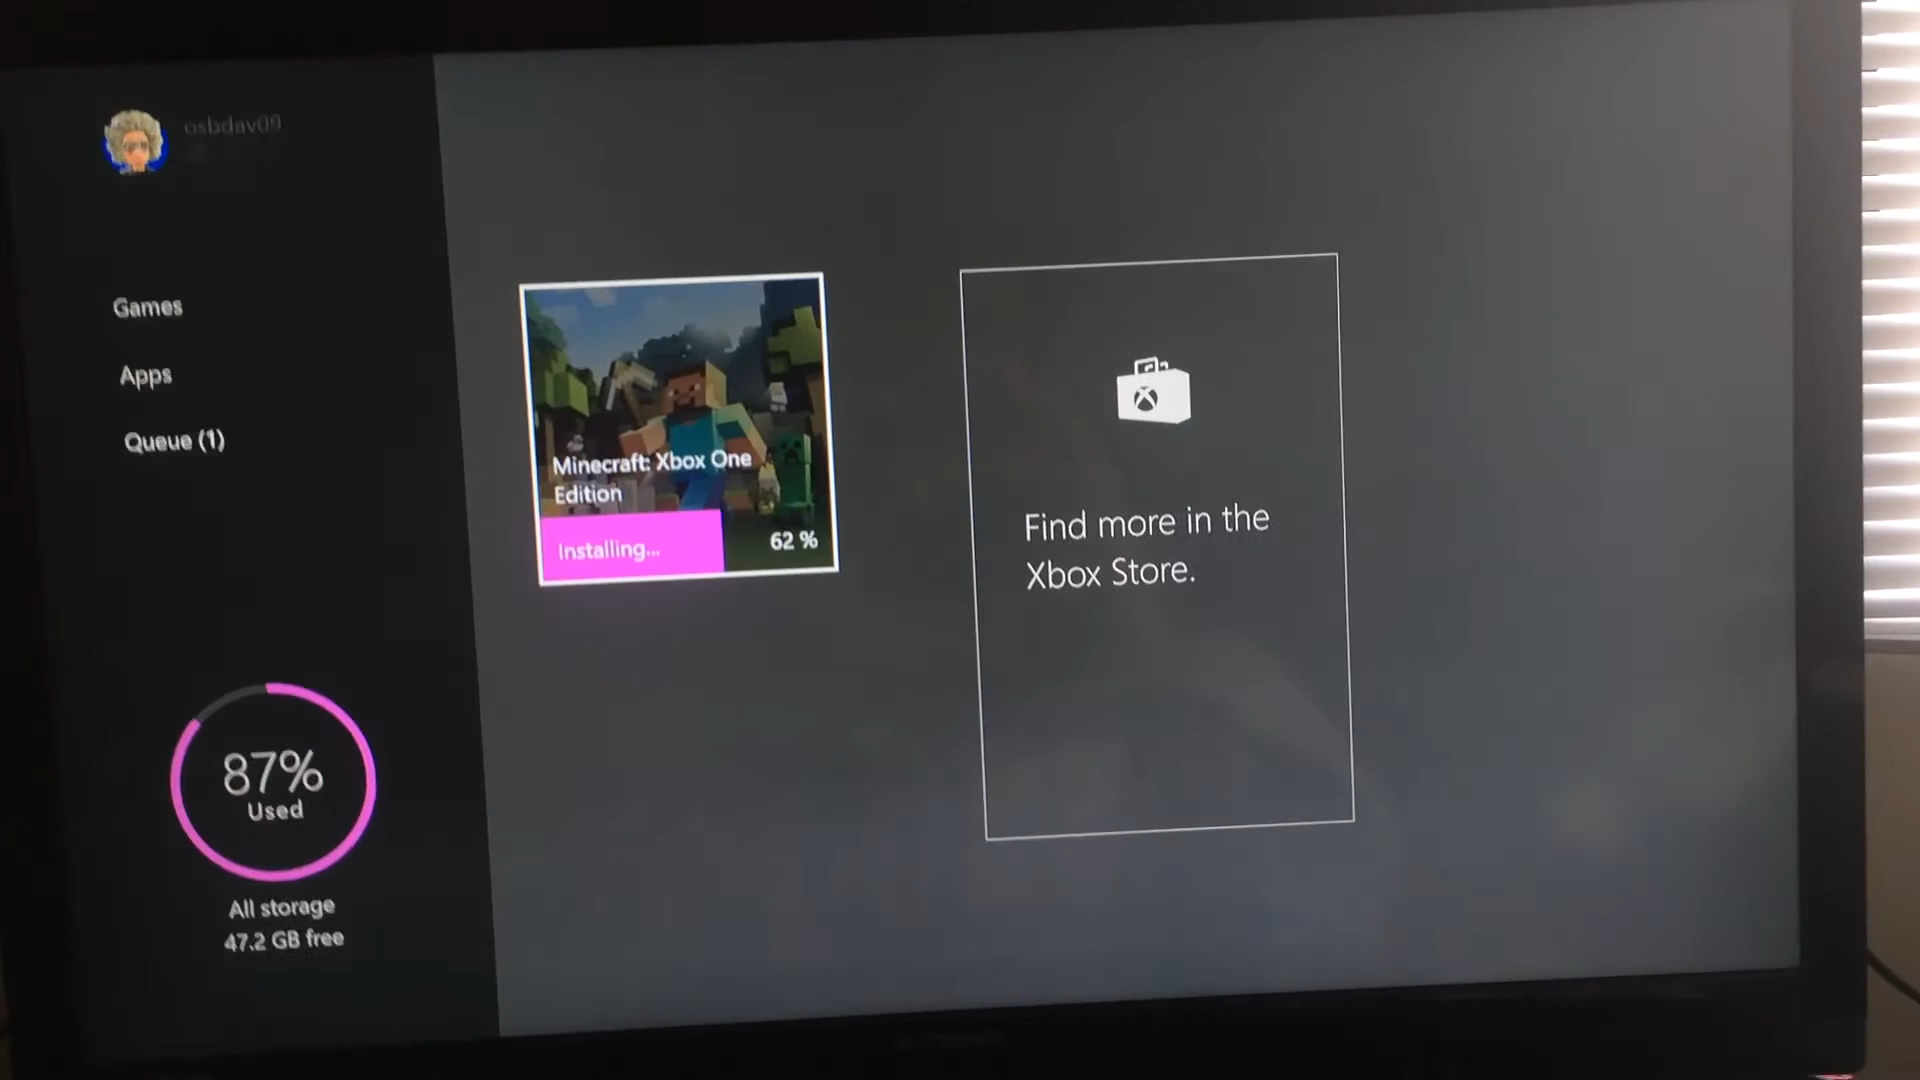 osbdav09
Games
Apps
Queue (1)
Minecraft: Xbox One
Edition
Installing...
62 %
Find more in the
Xbox Store.
87%
Used
All storage
47.2 GB free